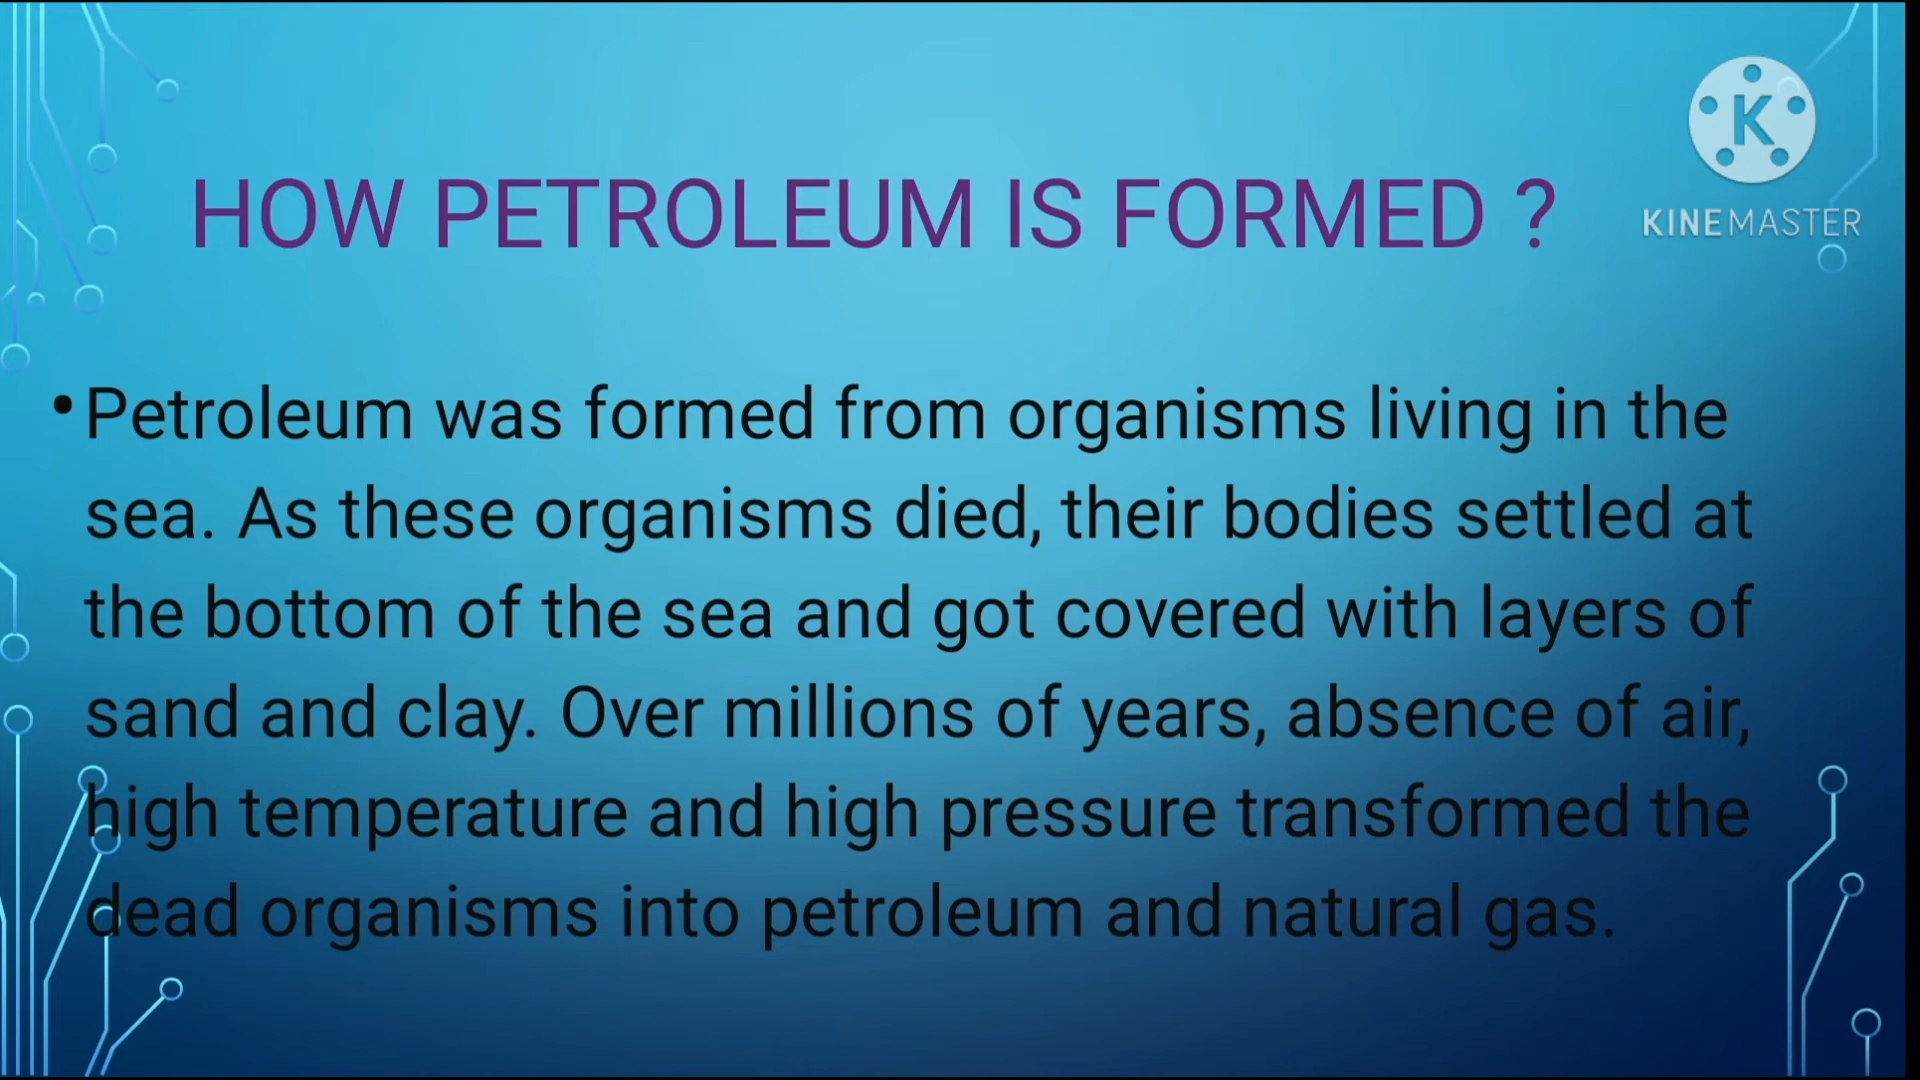 K
KINEMASTER
HOW PETROLEUM IS FORMED ?
• Petroleum was formed from organisms living in the
sea. As these organisms died, their bodies settled at
the bottom of the sea and got covered with layers of
sand and clay. Over millions of years, absence of air,
high temperature and high pressure transformed the
dead organisms into petroleum and natural gas.